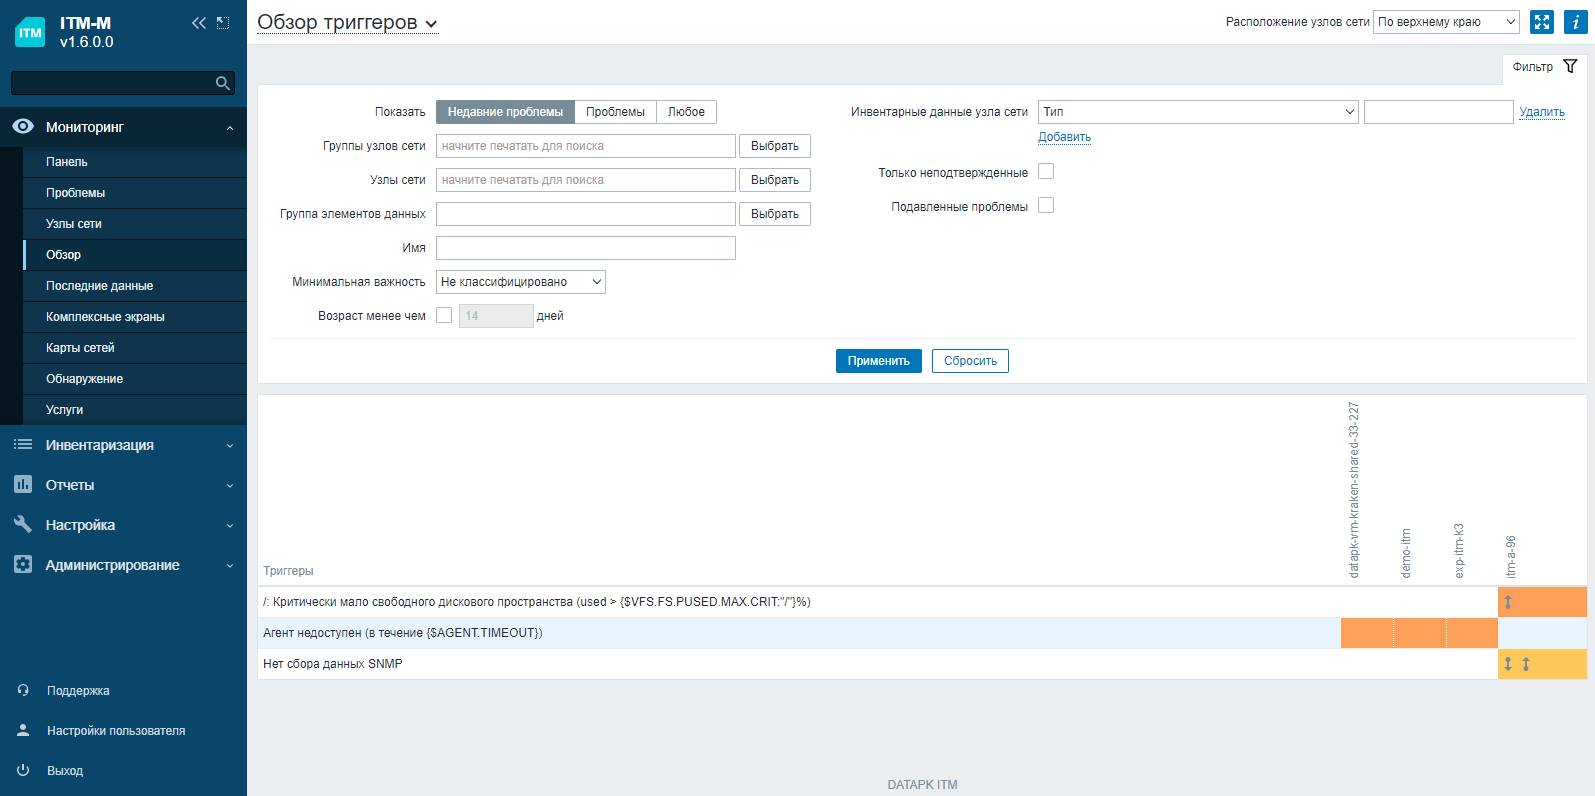 ITM
ITM-M
v1.6.0.0
Мониторинг
Панель
Проблемы
Узлы сети
Обзор
Последние данные
Комплексные экраны
Карты сетей
Обнаружение
Услуги
Инвентаризация
Отчеты
Настройка
Администрирование
Поддержка
Настройки пользователя
Выход
Обзор триггеров
Расположение узлов сети По верхнему краю
Фильтр
Показать Недавние проблемы Проблемы Любое
Группы узлов сети начните печатать для поиска Выбрать
Узлы сети начните печатать для поиска Выбрать
Группа элементов данных Выбрать
Имя
Минимальная важность Не классифицировано
Возраст менее чем 14 дней
Инвентарные данные узла сети Тип Удалить
Добавить
Только неподтвержденные
Подавленные проблемы
Применить Сбросить
Триггеры
datapk-vm-kraken-shared-33-227
demo-itm
exp-itm-k3
itm-a-96
/: Критически мало свободного дискового пространства (used > {$VFS.FS.PUSED.MAX.CRIT:"/"}%)
Агент недоступен (в течение {$AGENT.TIMEOUT})
Нет сбора данных SNMP
DATAPK ITM